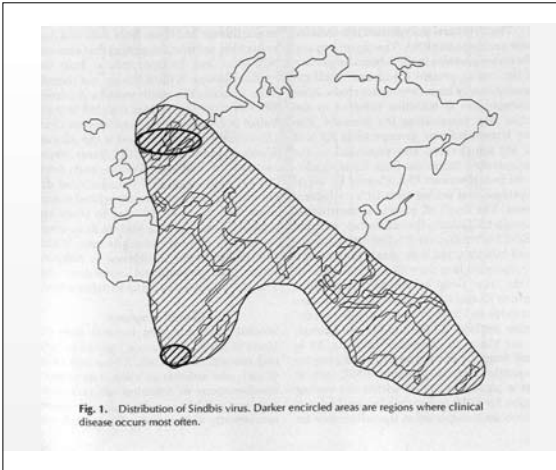 Fig. 1. Distribution of Sindbis virus. Darker encircled areas are regions where clinical
disease occurs most often.